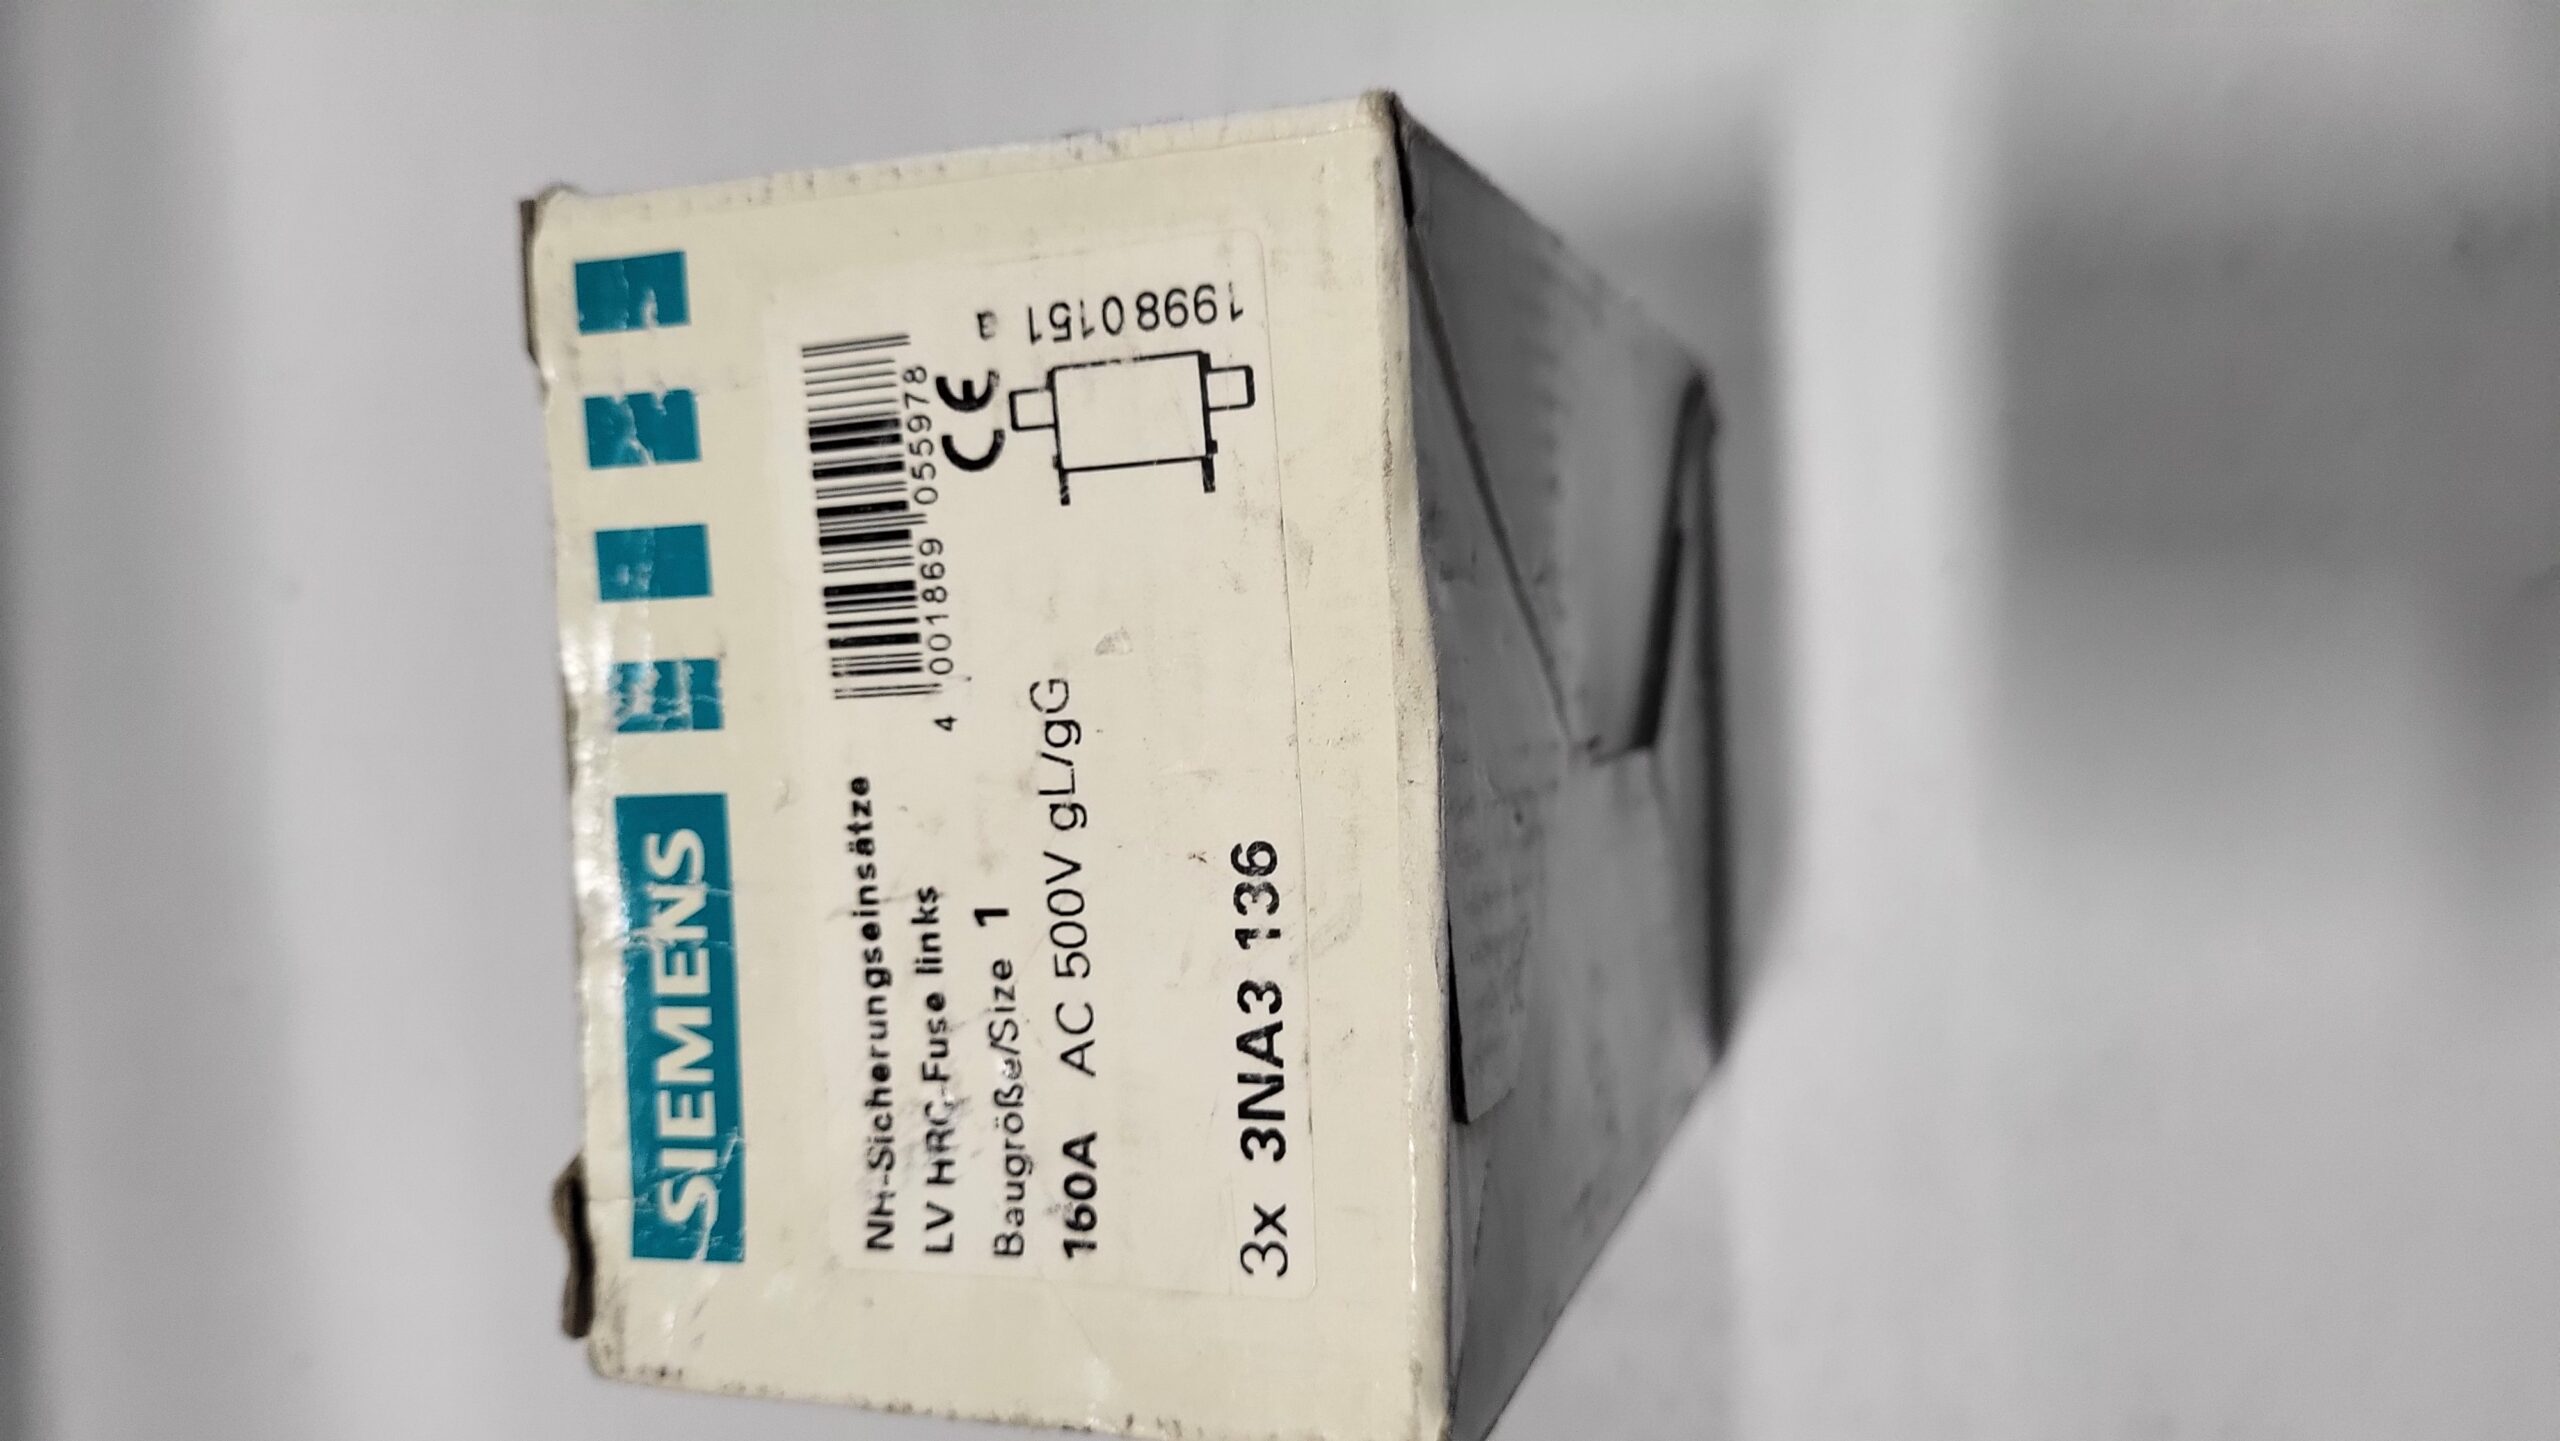 SIEMENS
NH-Sicherungseinsätze
LV HRC-Fuse links
Baugröße/Size 1
160A AC 500V gL/gG
3x 3NA3 136
4 001869 055978
CE
19980151